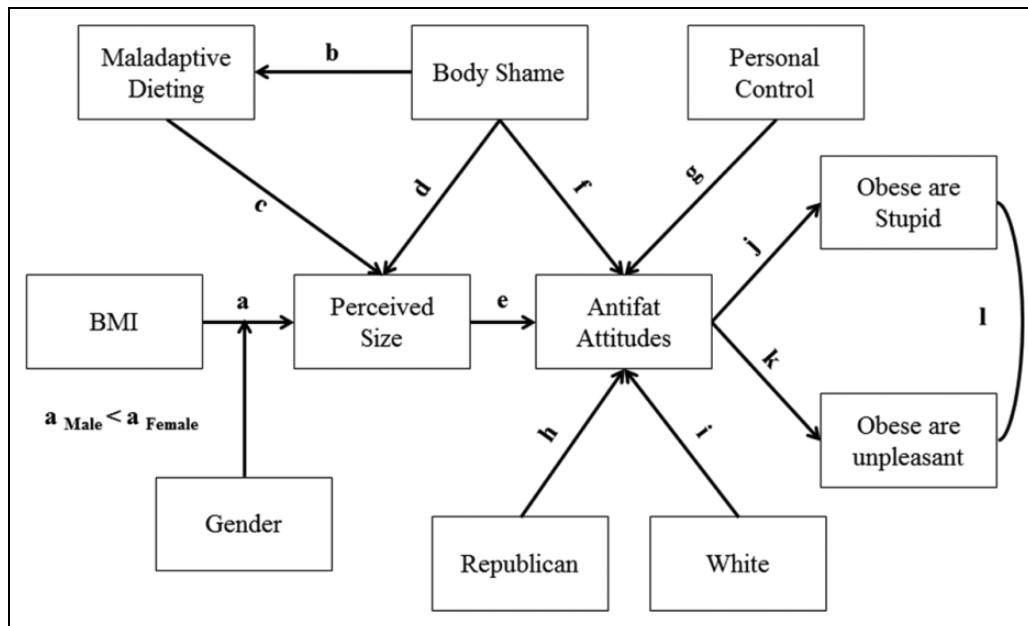 Maladaptive
Dieting
b
Body Shame
Personal
Control
c
d
f
g
Obese are
Stupid
j
BMI
a
Perceived
Size
e
Antifat
Attitudes
l
k
a Male < a Female
h
i
Obese are
unpleasant
Gender
Republican
White